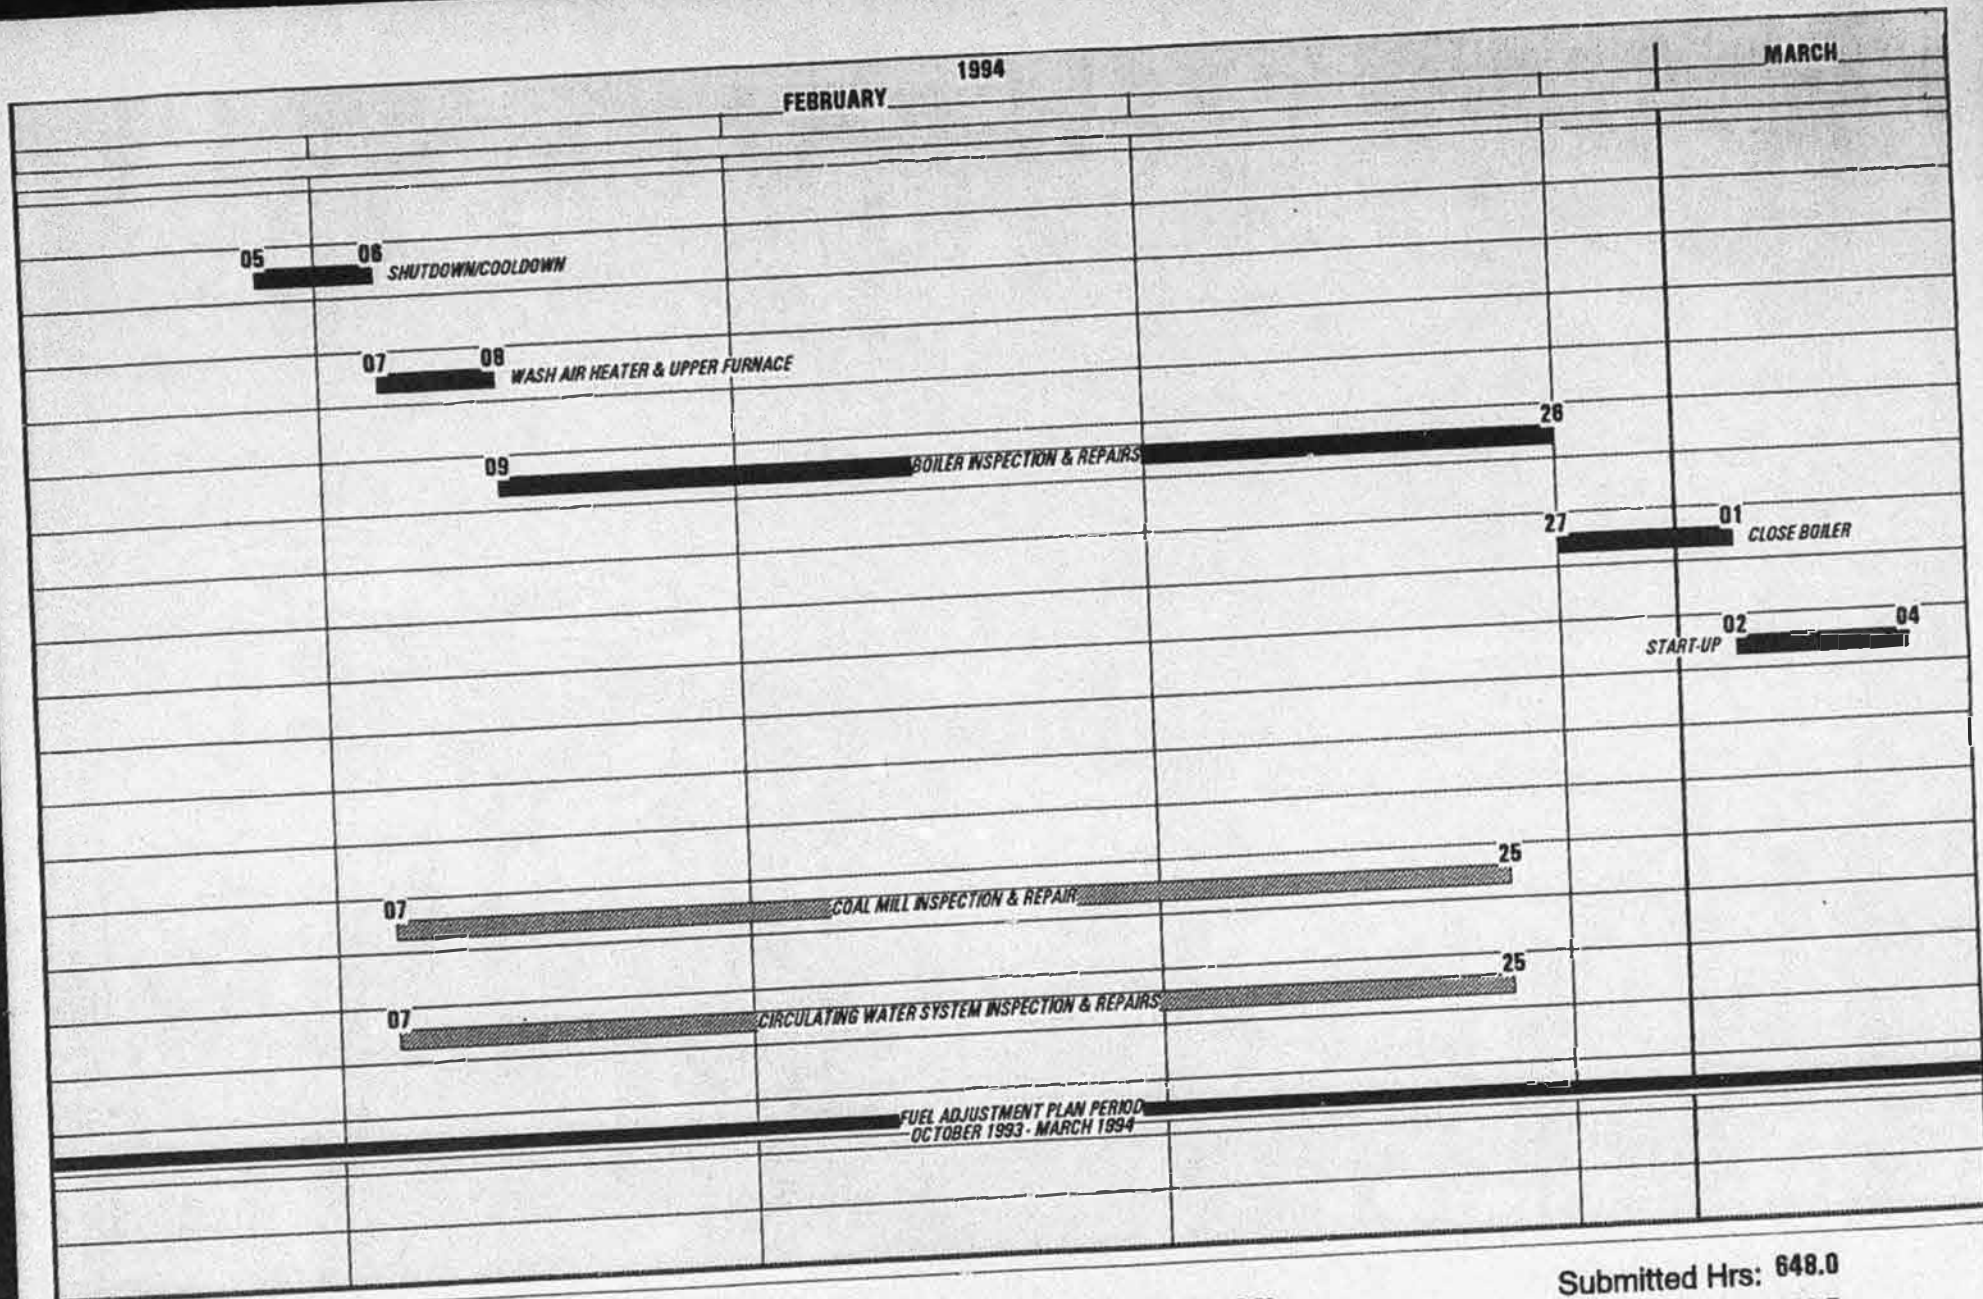 1994
FEBRUARY
MARCH
05 06
SHUTDOWN/COOLDOWN
07 08
WASH AIR HEATER & UPPER FURNACE
09 26
BOILER INSPECTION & REPAIRS
27 01
CLOSE BOILER
02 04
START-UP
07 25
COAL MILL INSPECTION & REPAIR
07 25
CIRCULATING WATER SYSTEM INSPECTION & REPAIRS
FUEL ADJUSTMENT PLAN PERIOD
OCTOBER 1993 - MARCH 1994
Submitted Hrs: 648.0